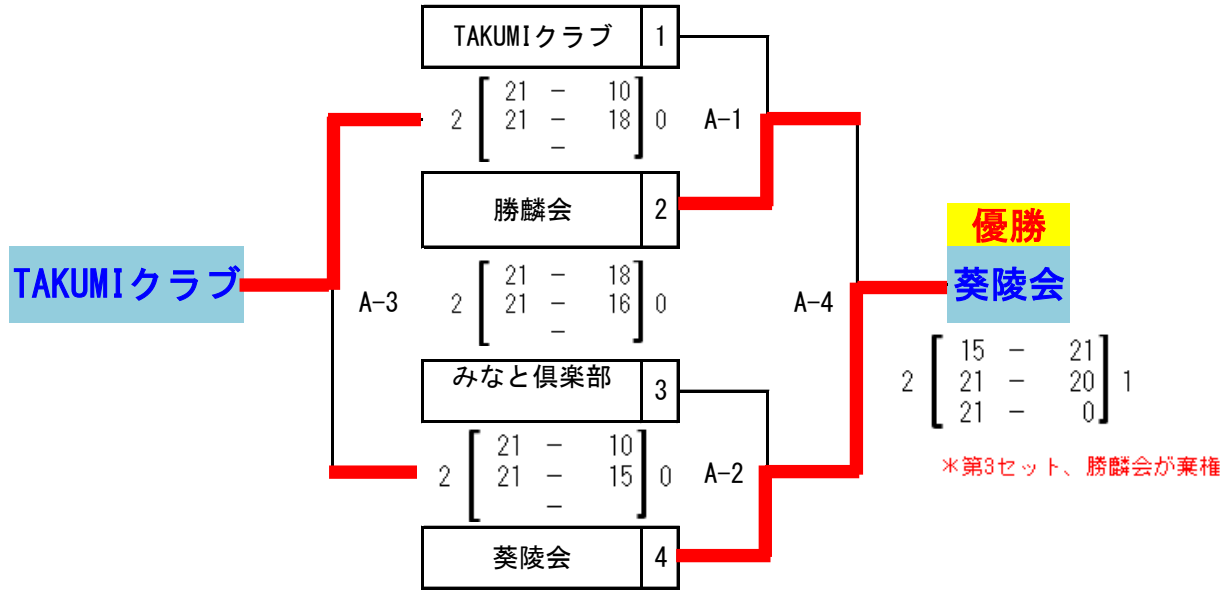 TAKUMIクラブ 1
21 - 10
2 21 - 18 0 A-1
-
勝麟会 2
優勝
TAKUMIクラブ
葵陵会
21 - 18
A-3 2 21 - 16 0 A-4
-
みなと倶楽部 3
15 - 21
2 21 - 20 1
21 - 0
21 - 10
2 21 - 15 0 A-2
-
*第3セット、勝麟会が棄権
葵陵会 4